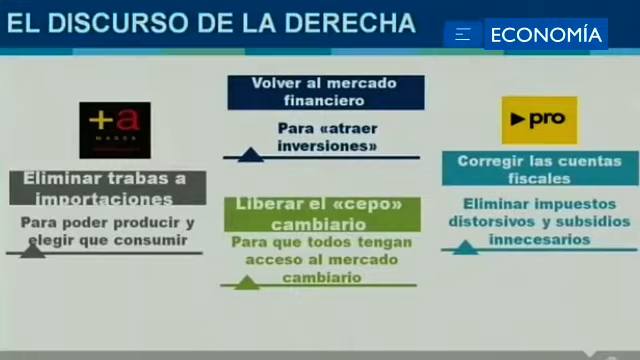 EL DISCURSO DE LA DERECHA
ECONOMÍA
Volver al mercado
financiero
Para «atraer
inversiones»
+a
MASSA
Eliminar trabas a
importaciones
Para poder producir y
elegir que consumir
Liberar el «cepo»
cambiario
Para que todos tengan
acceso al mercado
cambiario
pro
Corregir las cuentas
fiscales
Eliminar impuestos
distorsivos y subsidios
innecesarios